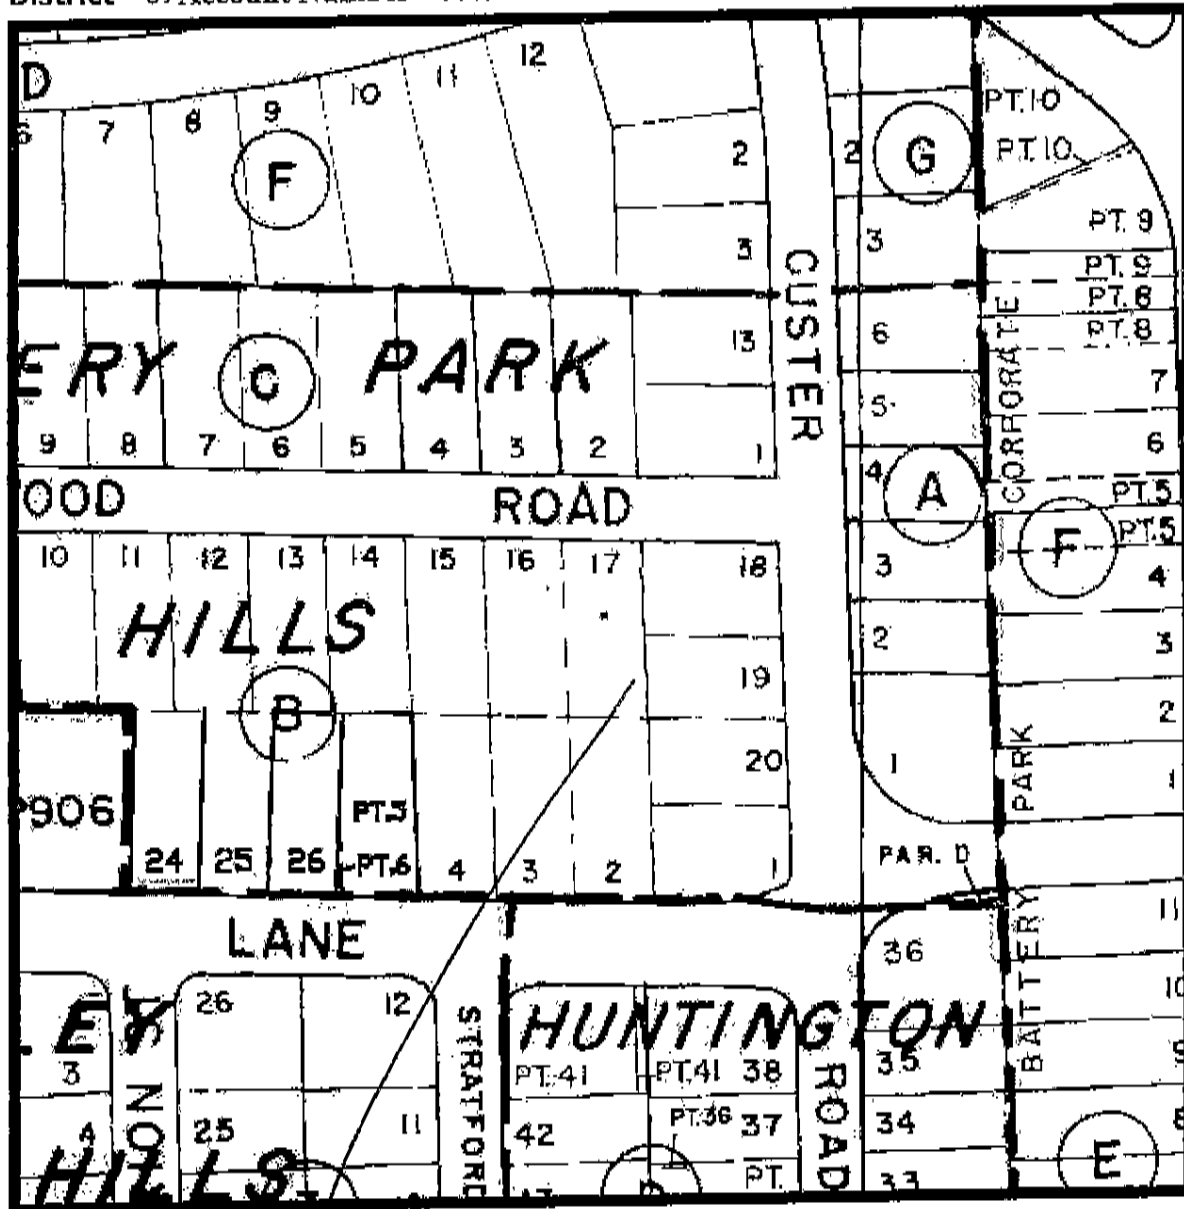 District
D
6 7 8 9 10 11 12
F
2
3
2
G
3
PT.10
PT.10
PT. 9
PT. 9
PT. 8
PT. 8
7
6
PT.5
PT.5
4
3
2
1
ERY PARK
C
9 8 7 6 5 4 3 2 1
13
CUSTER
6
5
4
A
3
2
1
CORPORATE
F
OOD ROAD
10 11 12 13 14 15 16 17 18
HILLS
B
19
20
906
24 25 26
PT.5
PT.6
4 3 2 1
PARK
PAR. D
BATTERY
LANE
36
11
10
9
8
EY
26 12
STRATFORD
HUNTINGTON
3
PT.41 PT.41 38
ROAD
35
4
25 11
42
PT.36 37
34
HILLS
PT.
33
E